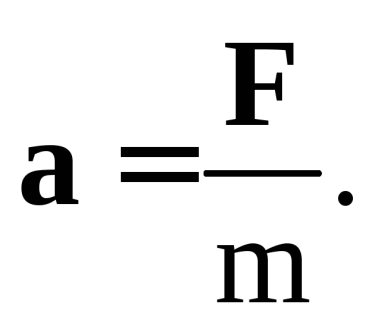 a = F/m.